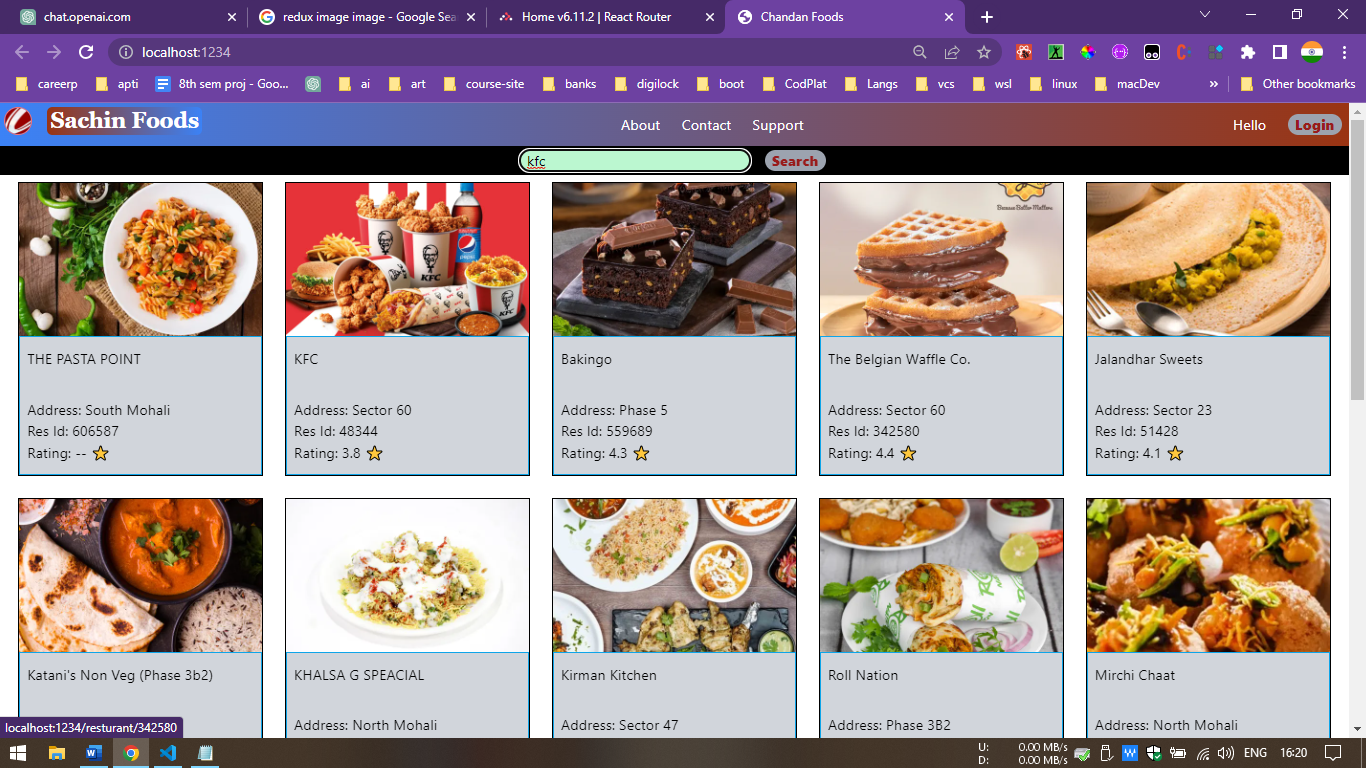 chat.openai.com
redux image image - Google Sea
Home v6.11.2 | React Router
Chandan Foods
localhost:1234
careerp
apti
8th sem proj - Goo...
ai
art
course-site
banks
digilock
boot
CodPlat
Langs
vcs
wsl
linux
macDev
»
Other bookmarks
Sachin Foods
About
Contact
Support
Hello
Login
kfc
Search
KFC
KFC
THE PASTA POINT
Address: South Mohali
Res Id: 606587
Rating: --
KFC
Address: Sector 60
Res Id: 48344
Rating: 3.8
Bakingo
Address: Phase 5
Res Id: 559689
Rating: 4.3
The Belgian Waffle Co.
Address: Sector 60
Res Id: 342580
Rating: 4.4
Jalandhar Sweets
Address: Sector 23
Res Id: 51428
Rating: 4.1
Katani's Non Veg (Phase 3b2)
KHALSA G SPEACIAL
Address: North Mohali
Kirman Kitchen
Address: Sector 47
Roll Nation
Address: Phase 3B2
Mirchi Chaat
Address: North Mohali
localhost:1234/resturant/342580
U: 0.00 MB/s
D: 0.00 MB/s
ENG
16:20